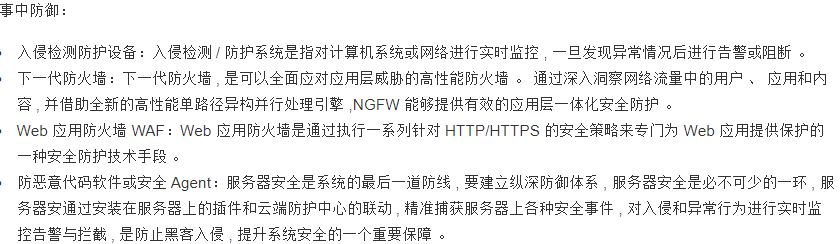 事中防御：
入侵检测防护设备：入侵检测 / 防护系统是指对计算机系统或网络进行实时监控 , 一旦发现异常情况后进行告警或阻断 。
下一代防火墙：下一代防火墙 , 是可以全面应对应用层威胁的高性能防火墙 。 通过深入洞察网络流量中的用户 、 应用和内
容 , 并借助全新的高性能单路径异构并行处理引擎 ,NGFW 能够提供有效的应用层一体化安全防护 。
Web 应用防火墙 WAF：Web 应用防火墙是通过执行一系列针对 HTTP/HTTPS 的安全策略来专门为 Web 应用提供保护的
一种安全防护技术手段 。
防恶意代码软件或安全 Agent：服务器安全是系统的最后一道防线 , 要建立纵深防御体系 , 服务器安全是必不可少的一环 , 服
务器安通过安装在服务器上的插件和云端防护中心的联动 , 精准捕获服务器上各种安全事件 , 对入侵和异常行为进行实时监
控告警与拦截 , 是防止黑客入侵 , 提升系统安全的一个重要保障 。